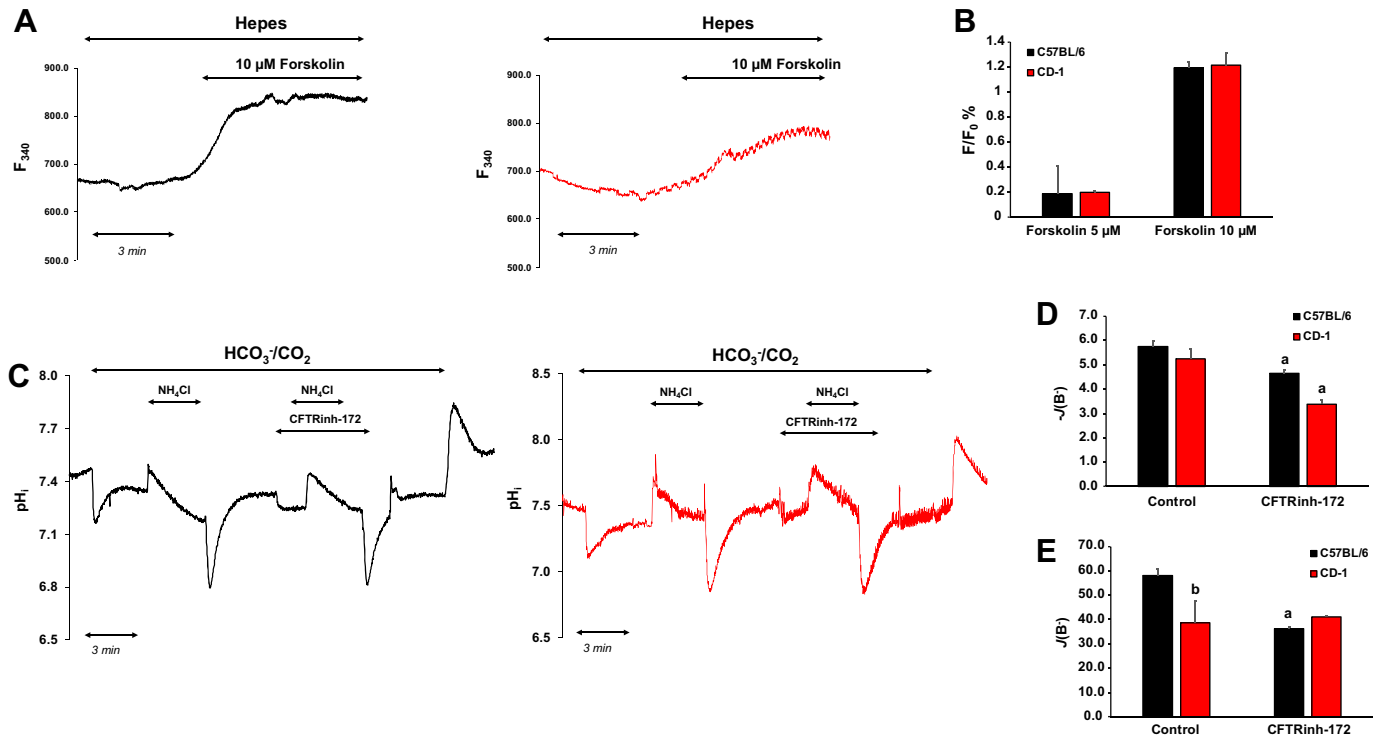 A
Hepes
10 µM Forskolin
900.0
800.0
700.0
600.0
500.0
F340
3 min
Hepes
10 µM Forskolin
900.0
800.0
700.0
600.0
500.0
F340
3 min
B
1.4
1.2
1
0.8
0.6
0.4
0.2
0
F/F0 %
C57BL/6
CD-1
Forskolin 5 µM
Forskolin 10 µM
C
HCO3-/CO2
NH4Cl
NH4Cl
CFTRinh-172
8.0
7.7
7.4
7.1
6.8
6.5
pHi
3 min
HCO3-/CO2
NH4Cl
NH4Cl
CFTRinh-172
8.5
8.0
7.5
7.0
6.5
pHi
3 min
D
7.0
6.0
5.0
4.0
3.0
2.0
1.0
0.0
-J(B-)
C57BL/6
CD-1
a
a
Control
CFTRinh-172
E
70.0
60.0
50.0
40.0
30.0
20.0
10.0
0.0
J(B-)
C57BL/6
CD-1
b
a
Control
CFTRinh-172